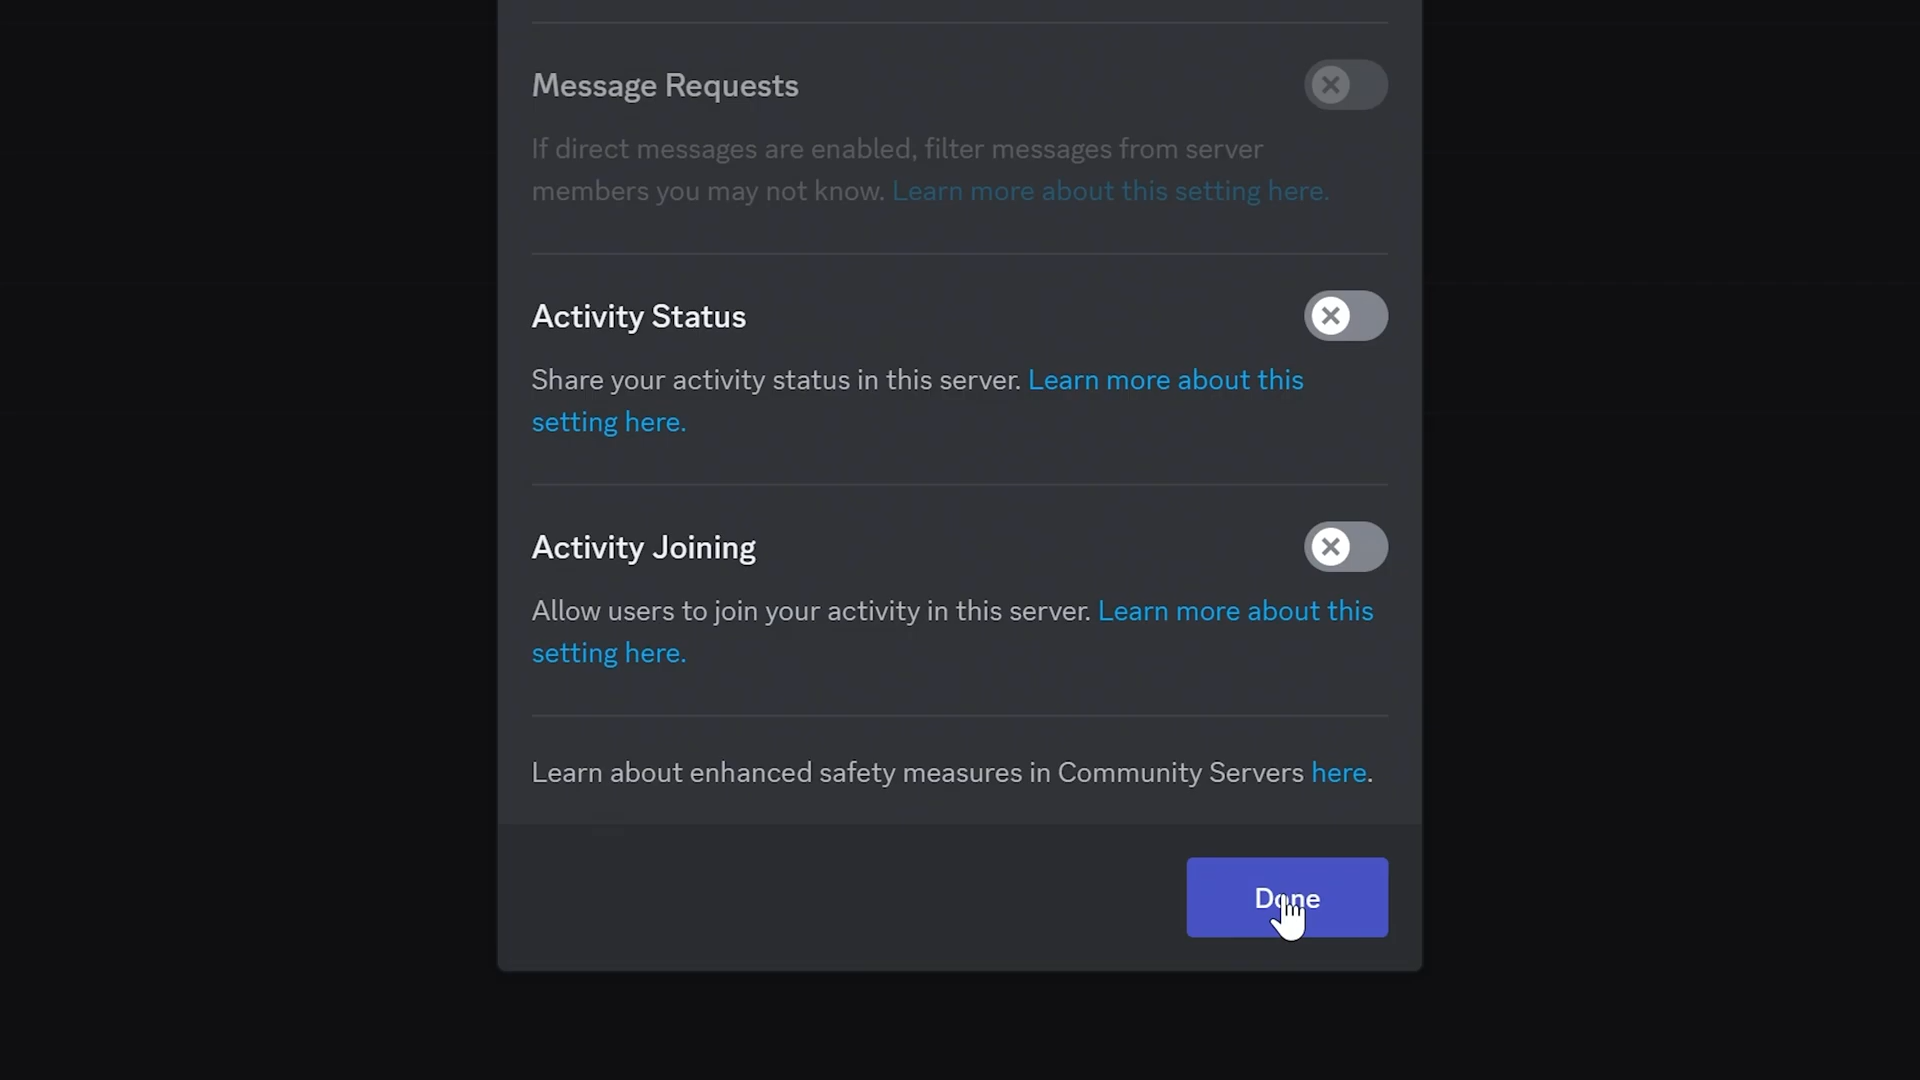 Message Requests
If direct messages are enabled, filter messages from server
members you may not know. Learn more about this setting here.
Activity Status
Share your activity status in this server. Learn more about this
setting here.
Activity Joining
Allow users to join your activity in this server. Learn more about this
setting here.
Learn about enhanced safety measures in Community Servers here.
Done